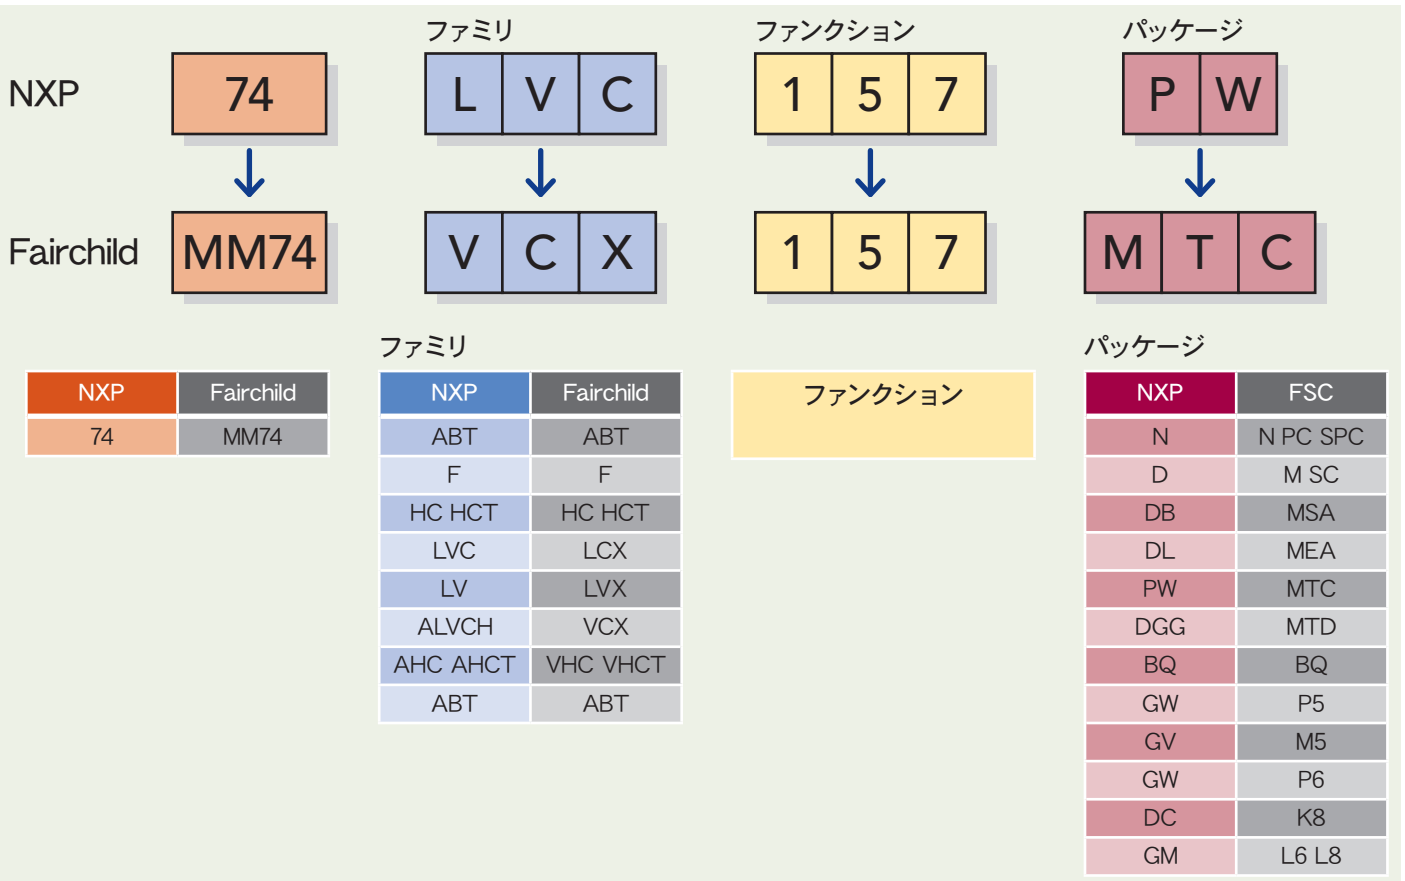 ファミリ ファンクション パッケージ
NXP 74 L V C 1 5 7 P W
Fairchild MM74 V C X 1 5 7 M T C
NXP Fairchild
74 MM74
ファミリ
NXP Fairchild
ABT ABT
F F
HC HCT HC HCT
LVC LCX
LV LVX
ALVCH VCX
AHC AHCT VHC VHCT
ABT ABT
ファンクション
パッケージ
NXP FSC
N N PC SPC
D M SC
DB MSA
DL MEA
PW MTC
DGG MTD
BQ BQ
GW P5
GV M5
GW P6
DC K8
GM L6 L8